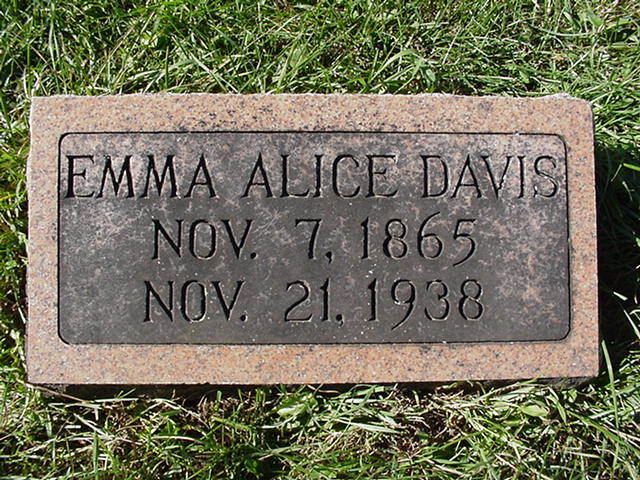 EMMA ALICE DAVIS
NOV. 7, 1865
NOV. 21, 1938